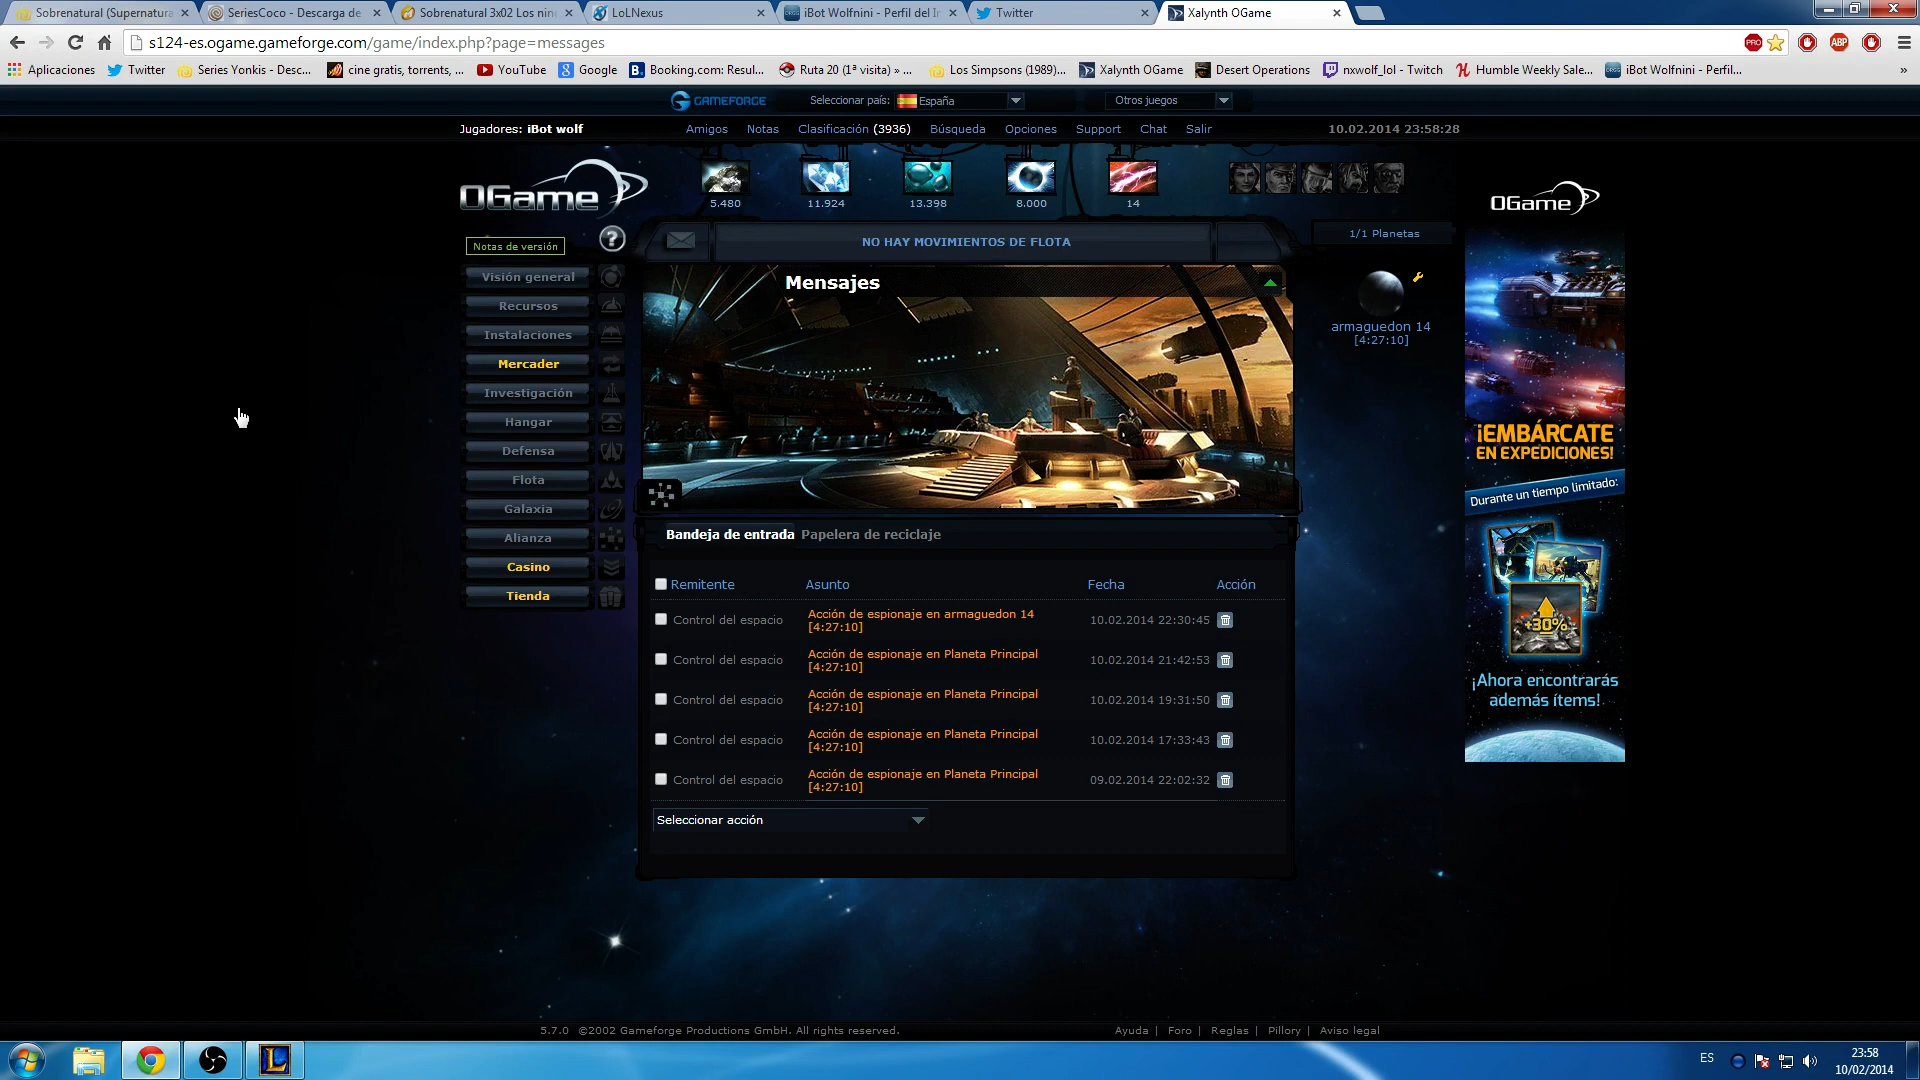 Sobrenatural (Supernatura
SeriesCoco - Descarga de
Sobrenatural 3x02 Los nin
LoLNexus
iBot Wolfnini - Perfil del In
Twitter
Xalynth OGame
s124-es.ogame.gameforge.com/game/index.php?page=messages
PRO
ABP
Aplicaciones
Twitter
Series Yonkis - Desc...
cine gratis, torrents, ...
YouTube
Google
Booking.com: Resul...
Ruta 20 (1ª visita) » ...
Los Simpsons (1989)...
Xalynth OGame
Desert Operations
nxwolf_lol - Twitch
Humble Weekly Sale...
iBot Wolfnini - Perfil...
»
GAMEFORGE
Seleccionar país:
España
Otros juegos
Jugadores: iBot wolf
Amigos
Notas
Clasificación (3936)
Búsqueda
Opciones
Support
Chat
Salir
10.02.2014 23:58:28
OGame
5.480
11.924
13.398
8.000
14
OGame
Notas de versión
?
NO HAY MOVIMIENTOS DE FLOTA
1/1 Planetas
Visión general
Recursos
Instalaciones
Mercader
Investigación
Hangar
Defensa
Flota
Galaxia
Alianza
Casino
Tienda
Mensajes
armaguedon 14
[4:27:10]
¡EMBÁRCATE
EN EXPEDICIONES!
Durante un tiempo limitado:
+30%
¡Ahora encontrarás
además ítems!
Bandeja de entrada
Papelera de reciclaje
Remitente
Asunto
Fecha
Acción
Control del espacio
Acción de espionaje en armaguedon 14
[4:27:10]
10.02.2014 22:30:45
Control del espacio
Acción de espionaje en Planeta Principal
[4:27:10]
10.02.2014 21:42:53
Control del espacio
Acción de espionaje en Planeta Principal
[4:27:10]
10.02.2014 19:31:50
Control del espacio
Acción de espionaje en Planeta Principal
[4:27:10]
10.02.2014 17:33:43
Control del espacio
Acción de espionaje en Planeta Principal
[4:27:10]
09.02.2014 22:02:32
Seleccionar acción
5.7.0 ©2002 Gameforge Productions GmbH. All rights reserved.
Ayuda | Foro | Reglas | Pillory | Aviso legal
L
ES
23:58
10/02/2014